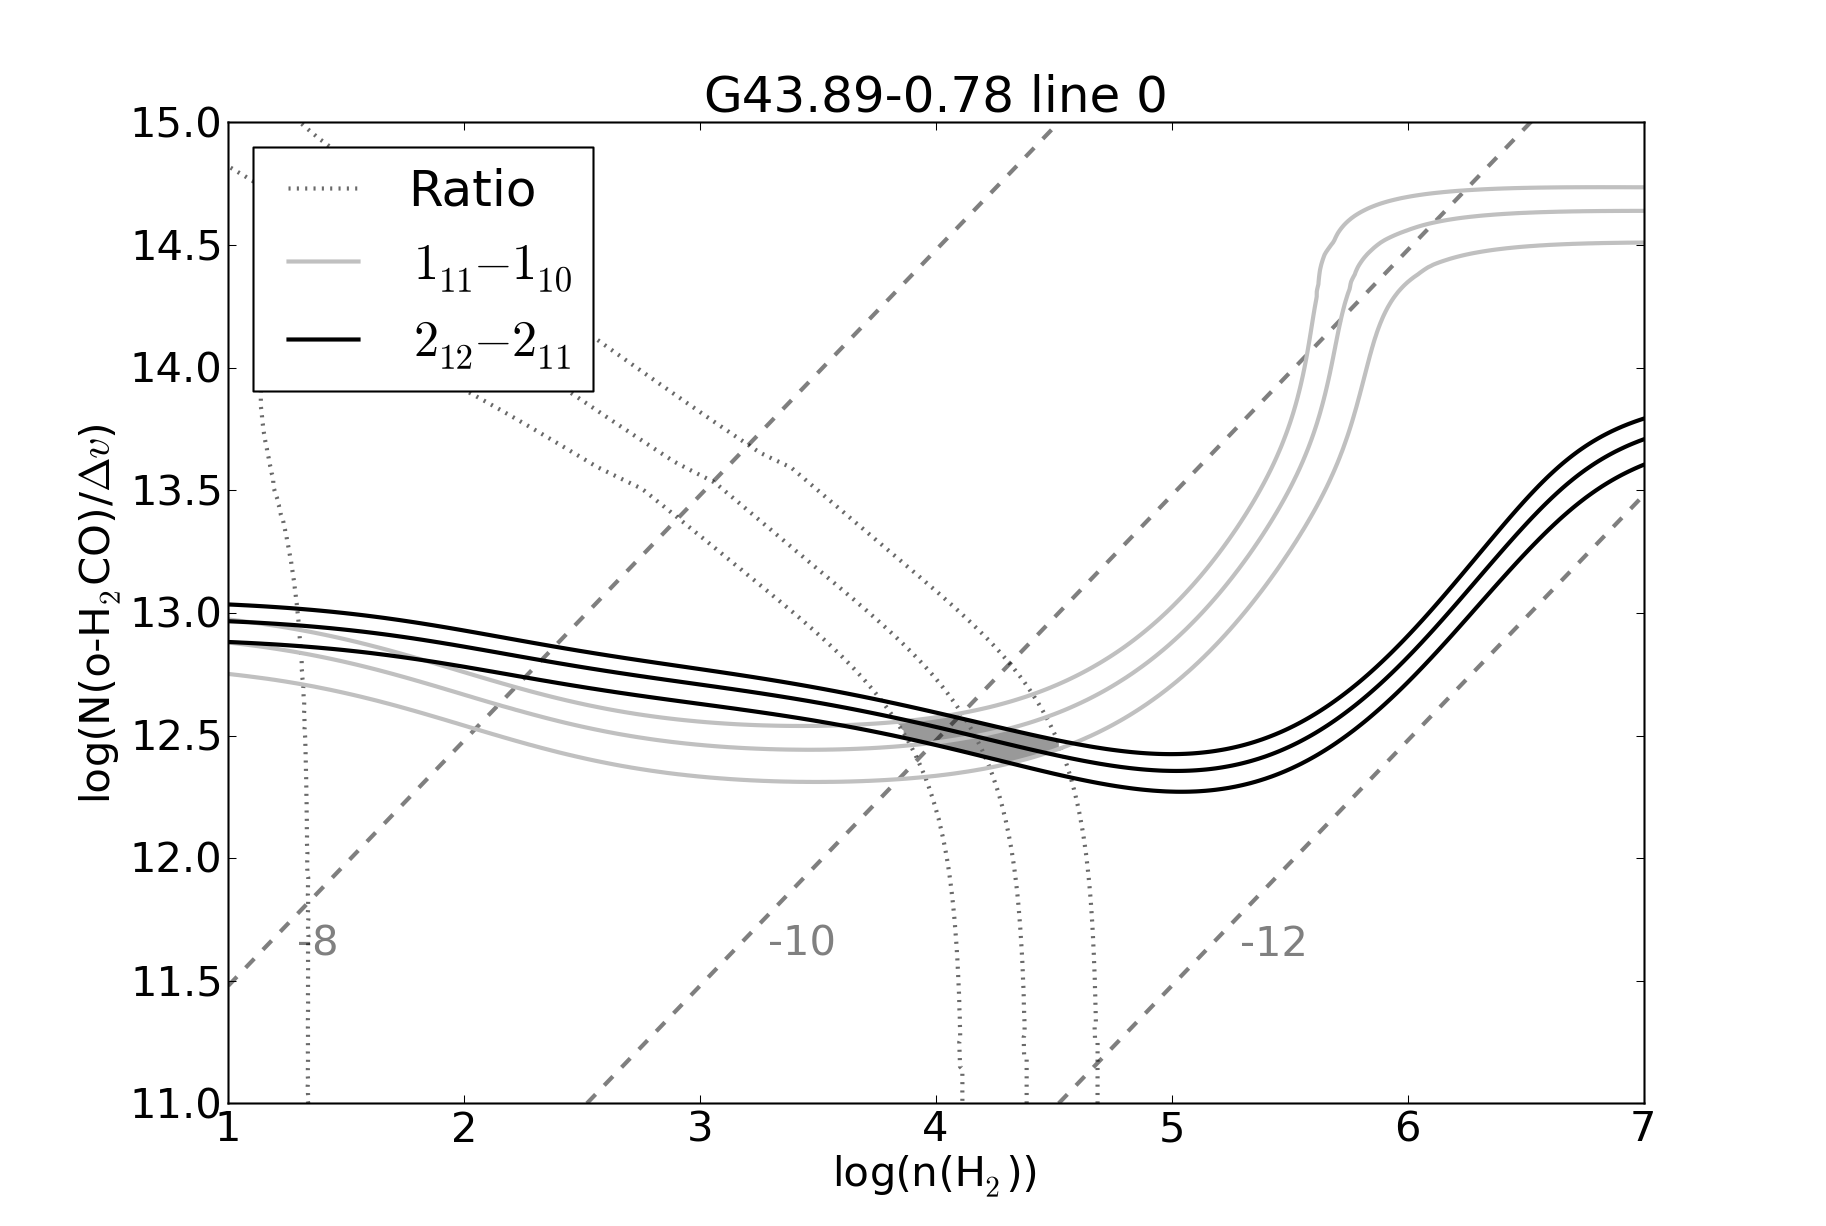 G43.89-0.78 line 0
15.0
14.5
14.0
13.5
13.0
12.5
12.0
11.5
11.0
log(N(o-H₂CO)/Δv)
Ratio
1₁₁−1₁₀
2₁₂−2₁₁
-8
-10
-12
1 2 3 4 5 6 7
log(n(H₂))